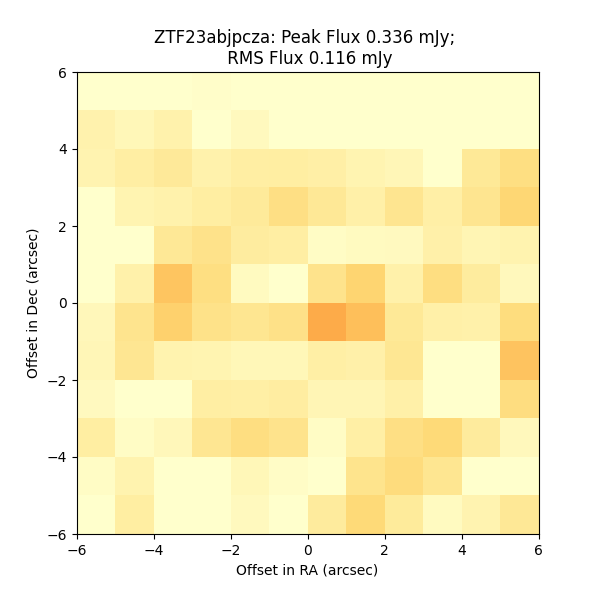 ZTF23abjpcza: Peak Flux 0.336 mJy;
RMS Flux 0.116 mJy
6
4
2
0
−2
−4
−6
Offset in Dec (arcsec)
−6 −4 −2 0 2 4 6
Offset in RA (arcsec)